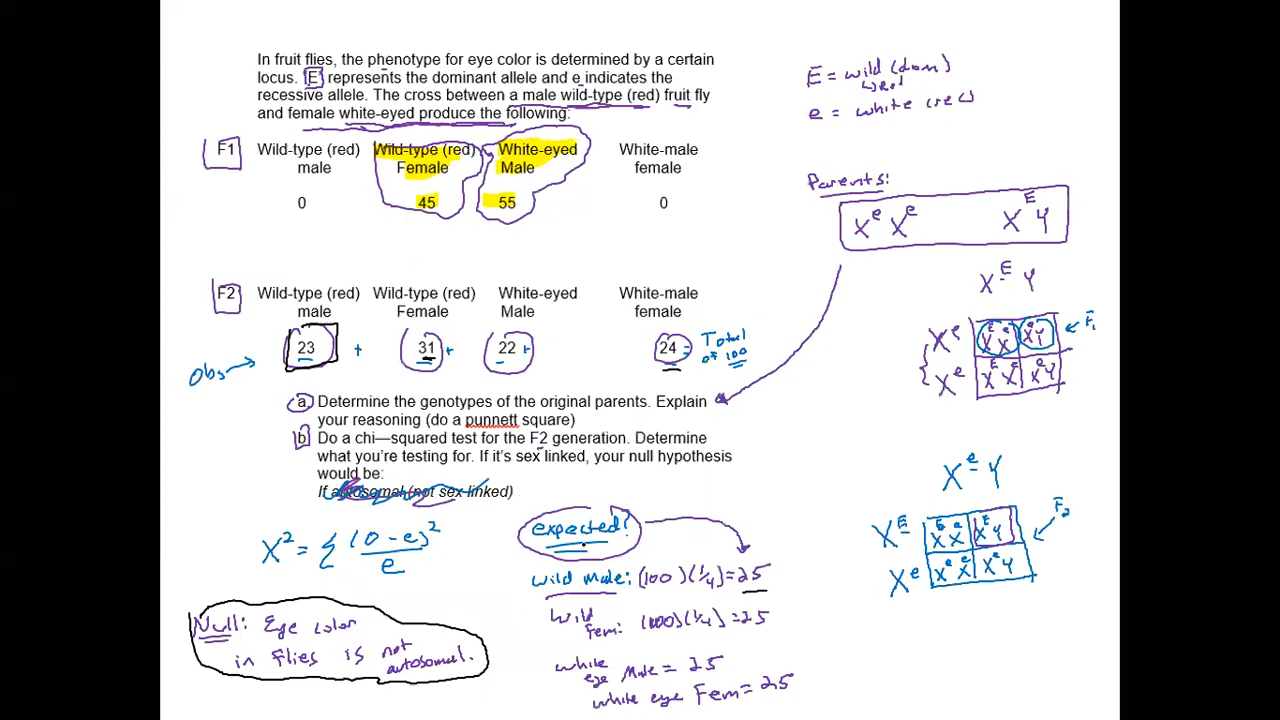 In fruit flies, the phenotype for eye color is determined by a certain
locus. E represents the dominant allele and e indicates the
recessive allele. The cross between a male wild-type (red) fruit fly
and female white-eyed produce the following:
E = wild (dom)
↳red
e = white (rec)
F1 Wild-type (red) Wild-type (red) White-eyed White-male
male Female Male female
0 45 55 0
Parents:
X^e X^e X^E Y
X^E Y
X^e X^E X^e X^e Y ← F1
X^e X^E X^e X^e Y
F2 Wild-type (red) Wild-type (red) White-eyed White-male
male Female Male female
Obs → 23 + 31 + 22 + 24 = Total
of 100
a Determine the genotypes of the original parents. Explain
your reasoning (do a punnett square)
b Do a chi—squared test for the F2 generation. Determine
what you're testing for. If it's sex linked, your null hypothesis
would be:
If autosomal (not sex linked)
X^e Y
X^E X^E X^e X^E Y F2
X^e X^e X^e X^e Y
X² = Σ (O - e)²
e
expected?
Wild Male: (100)(1/4) = 25
Wild
fem: (100)(1/4) = 25
white
eye Male = 25
white eye Fem = 25
Null: Eye color
in flies is not
autosomal.